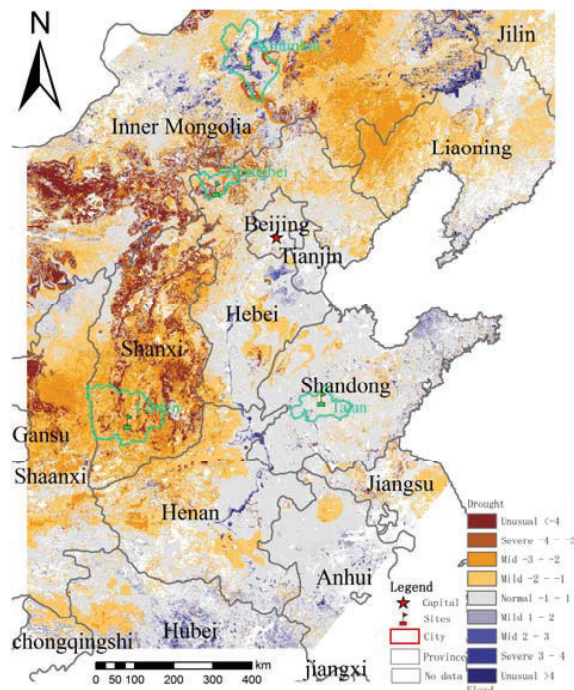 N
Jilin
Inner Mongolia
Liaoning
Beijing
Tianjin
Hebei
Shanxi
Shandong
Taian
Gansu
Shaanxi
Jiangsu
Henan
Anhui
Hubei
chongqingshi
jiangxi
0 50 100 200 300 400
km
Legend
Capital
Sites
City
Province
No data
Drought
Unusual <-4
Severe -4 - -3
Mid -3 - -2
Mild -2 - -1
Normal -1 - 1
Mild 1 - 2
Mid 2 - 3
Severe 3 - 4
Unusual >4
Flood